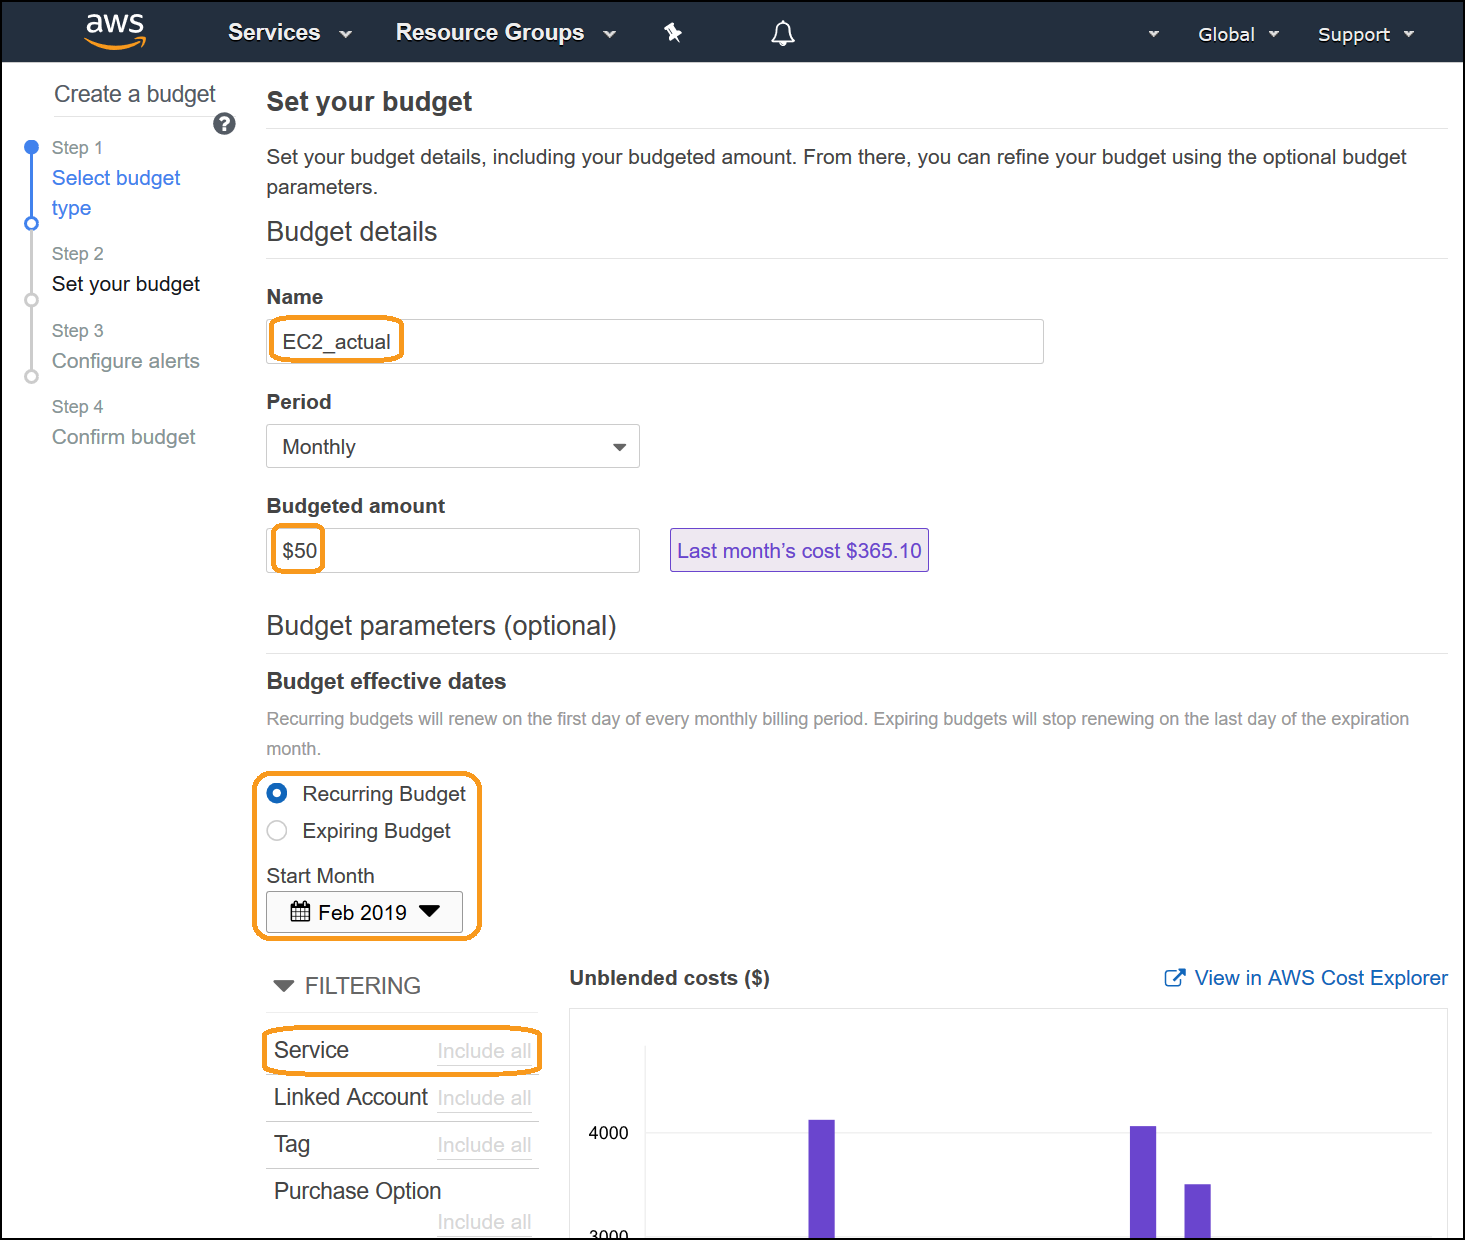 aws Services Resource Groups Global Support
Create a budget
?
Step 1
Select budget
type
Step 2
Set your budget
Step 3
Configure alerts
Step 4
Confirm budget
Set your budget
Set your budget details, including your budgeted amount. From there, you can refine your budget using the optional budget
parameters.
Budget details
Name
EC2_actual
Period
Monthly
Budgeted amount
$50 Last month’s cost $365.10
Budget parameters (optional)
Budget effective dates
Recurring budgets will renew on the first day of every monthly billing period. Expiring budgets will stop renewing on the last day of the expiration
month.
Recurring Budget
Expiring Budget
Start Month
Feb 2019
FILTERING
Service Include all
Linked Account Include all
Tag Include all
Purchase Option
Include all
Unblended costs ($) View in AWS Cost Explorer
4000
3000